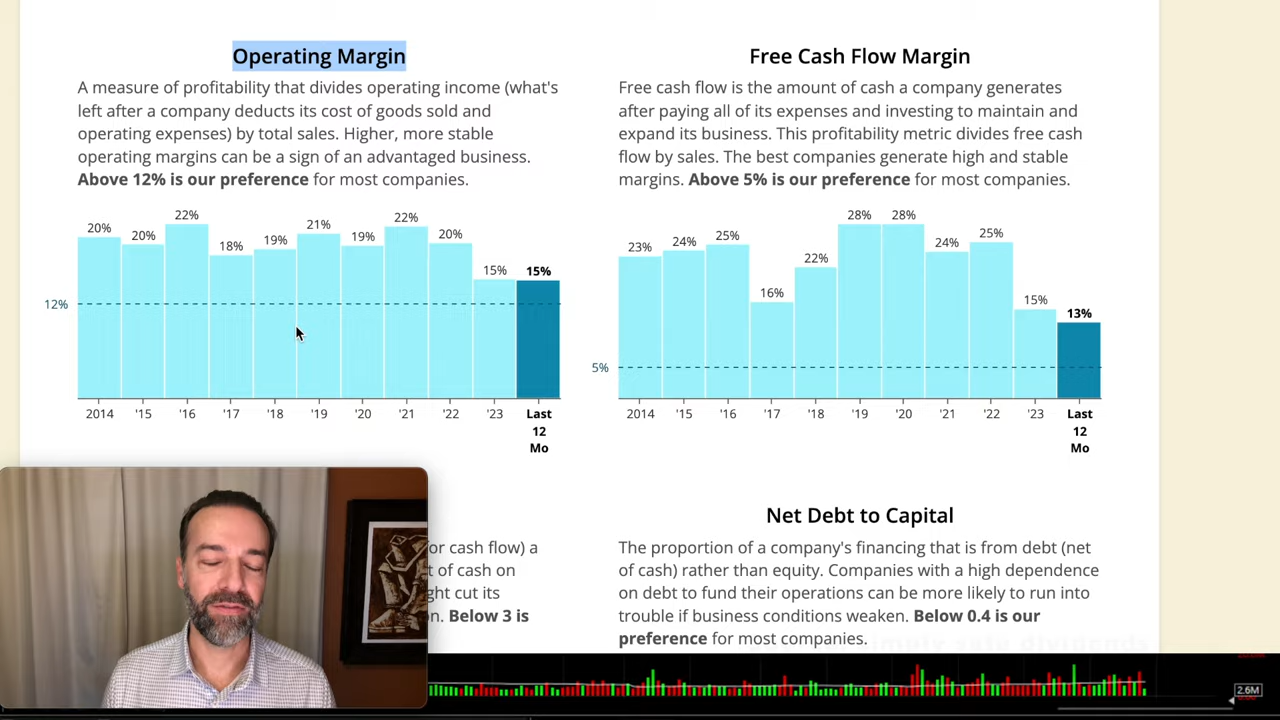 Operating Margin
A measure of profitability that divides operating income (what's
left after a company deducts its cost of goods sold and
operating expenses) by total sales. Higher, more stable
operating margins can be a sign of an advantaged business.
Above 12% is our preference for most companies.
20% 20% 22% 18% 19% 21% 19% 22% 20% 15% 15%
12%
2014 '15 '16 '17 '18 '19 '20 '21 '22 '23 Last
12
Mo
Free Cash Flow Margin
Free cash flow is the amount of cash a company generates
after paying all of its expenses and investing to maintain and
expand its business. This profitability metric divides free cash
flow by sales. The best companies generate high and stable
margins. Above 5% is our preference for most companies.
23% 24% 25% 16% 22% 28% 28% 24% 25% 15% 13%
5%
2014 '15 '16 '17 '18 '19 '20 '21 '22 '23 Last
12
Mo
or cash flow) a
t of cash on
ght cut its
n. Below 3 is
Net Debt to Capital
The proportion of a company's financing that is from debt (net
of cash) rather than equity. Companies with a high dependence
on debt to fund their operations can be more likely to run into
trouble if business conditions weaken. Below 0.4 is our
preference for most companies.
2.6M